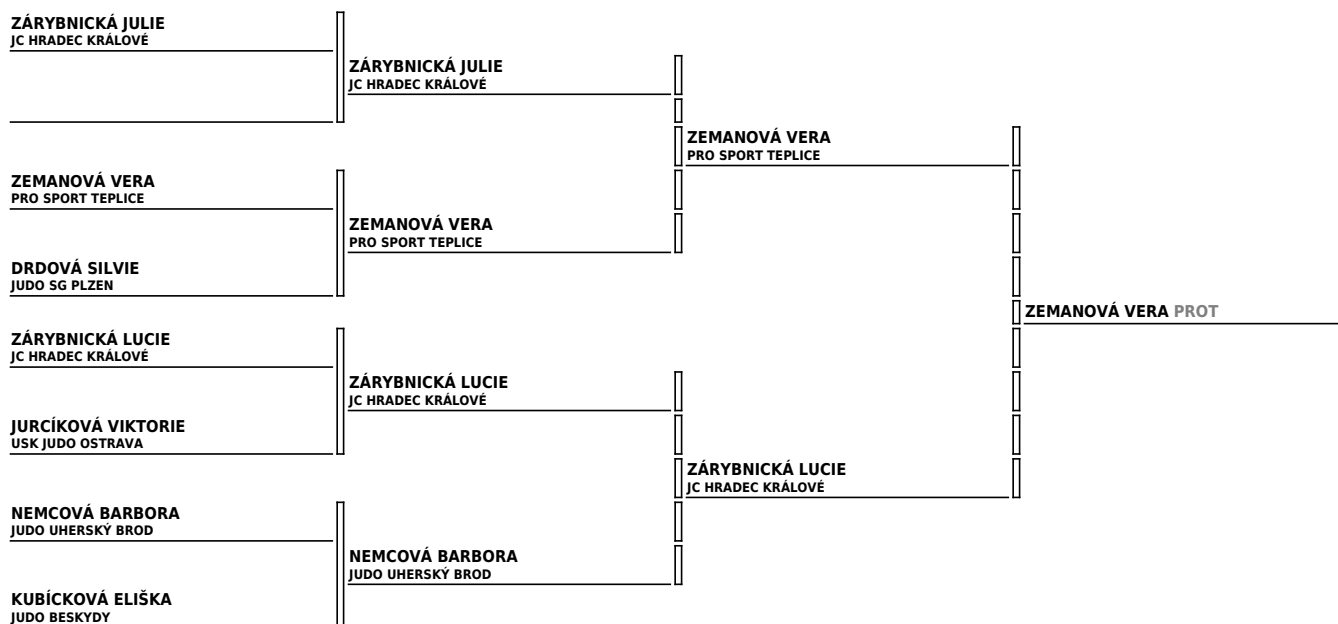 ZÁRYBNICKÁ JULIE
JC HRADEC KRÁLOVÉ
ZÁRYBNICKÁ JULIE
JC HRADEC KRÁLOVÉ
ZEMANOVÁ VERA
PRO SPORT TEPLICE
ZEMANOVÁ VERA
PRO SPORT TEPLICE
ZEMANOVÁ VERA
PRO SPORT TEPLICE
DRDOVÁ SILVIE
JUDO SG PLZEN
ZEMANOVÁ VERA PROT
ZÁRYBNICKÁ LUCIE
JC HRADEC KRÁLOVÉ
ZÁRYBNICKÁ LUCIE
JC HRADEC KRÁLOVÉ
JURCÍKOVÁ VIKTORIE
USK JUDO OSTRAVA
ZÁRYBNICKÁ LUCIE
JC HRADEC KRÁLOVÉ
NEMCOVÁ BARBORA
JUDO UHERSKÝ BROD
NEMCOVÁ BARBORA
JUDO UHERSKÝ BROD
KUBÍCKOVÁ ELIŠKA
JUDO BESKYDY